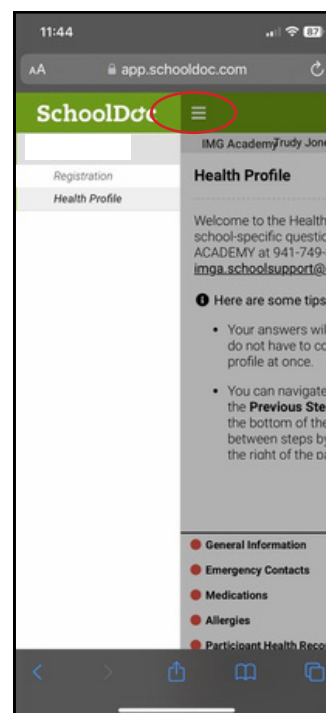 11:44
87
AA app.schooldoc.com
SchoolDoc
IMG Academy Trudy Jone
Registration
Health Profile
Health Profile
Welcome to the Health
school-specific questio
ACADEMY at 941-749-
imga.schoolsupport@
Here are some tips
Your answers wil
do not have to co
profile at once.
You can navigate
the Previous Ste
the bottom of the
between steps by
the right of the pa
General Information
Emergency Contacts
Medications
Allergies
Participant Health Reco